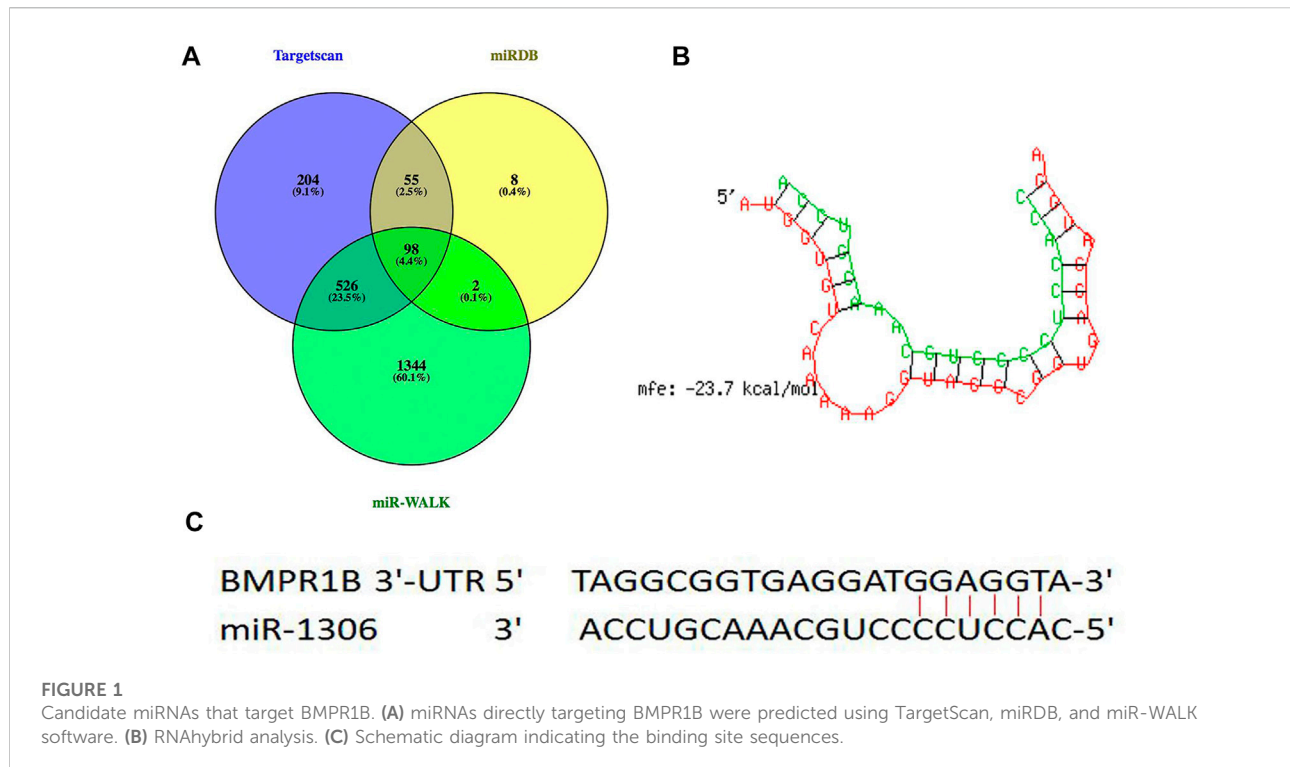 A
Targetscan
miRDB
B
204
(9.1%)
55
(2.5%)
8
(0.4%)
98
(4.4%)
526
(23.5%)
2
(0.1%)
1344
(60.1%)
miR-WALK
5'
mfe: -23.7 kcal/mol
C
BMPR1B 3'-UTR 5' TAGGCGGTGAGGATGGAGGTA-3'
miR-1306 3' ACCUGCAAACGUCCCCUCCAC-5'
FIGURE 1
Candidate miRNAs that target BMPR1B. (A) miRNAs directly targeting BMPR1B were predicted using TargetScan, miRDB, and miR-WALK
software. (B) RNAhybrid analysis. (C) Schematic diagram indicating the binding site sequences.